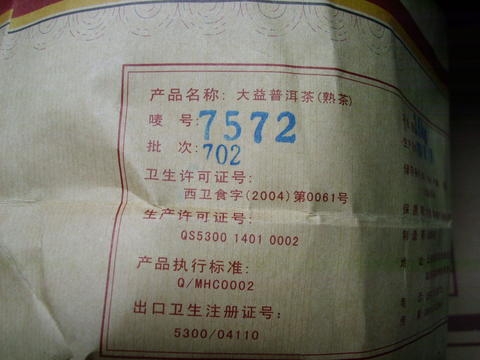 产品名称: 大益普洱茶(熟茶)
唛 号: 7572
批 次: 702
卫生许可证号:
西卫食字(2004)第0061号
生产许可证号:
QS5300 1401 0002
产品执行标准:
Q/MHC0002
出口卫生注册证号:
5300/04110